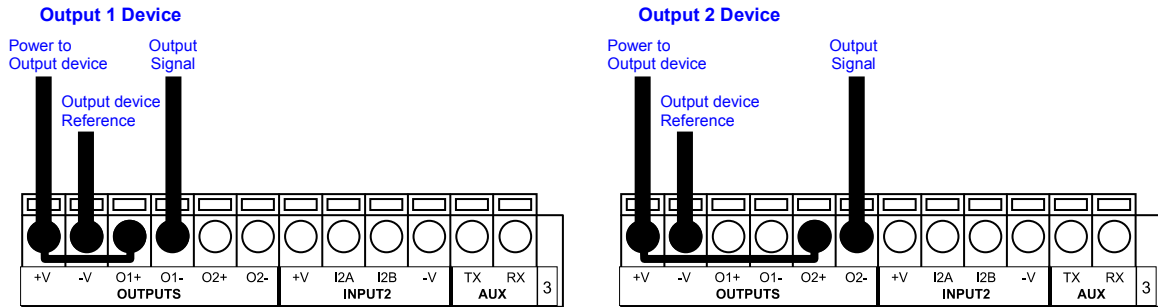 Output 1 Device
Power to
Output device
Output
Signal
Output device
Reference
+V -V O1+ O1- O2+ O2- +V I2A I2B -V TX RX
OUTPUTS INPUT2 AUX 3
Output 2 Device
Power to
Output device
Output
Signal
Output device
Reference
+V -V O1+ O1- O2+ O2- +V I2A I2B -V TX RX
OUTPUTS INPUT2 AUX 3